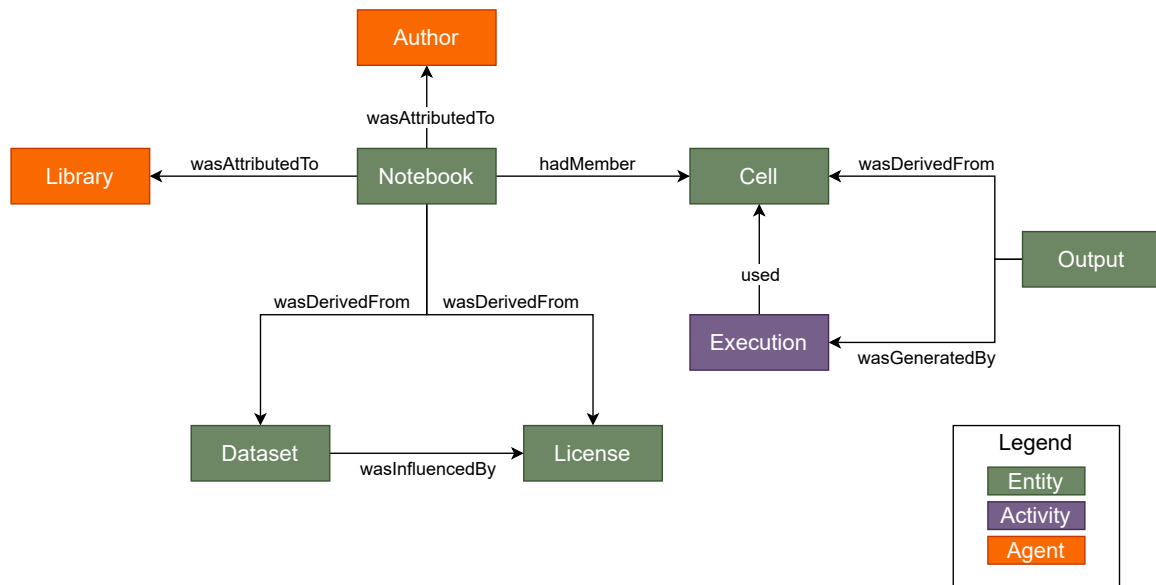 Author
wasAttributedTo
Library
wasAttributedTo
Notebook
hadMember
Cell
wasDerivedFrom
Output
used
wasDerivedFrom
wasDerivedFrom
Execution
wasGeneratedBy
Dataset
wasInfluencedBy
License
Legend
Entity
Activity
Agent